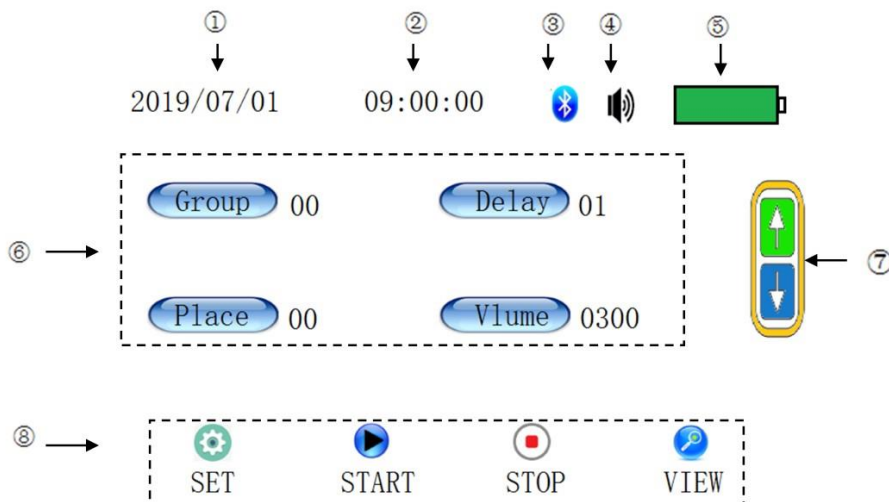 ① ② ③ ④ ⑤
2019/07/01 09:00:00
Group 00 Delay 01
⑥ ⑦
Place 00 Vlume 0300
⑧
SET START STOP VIEW